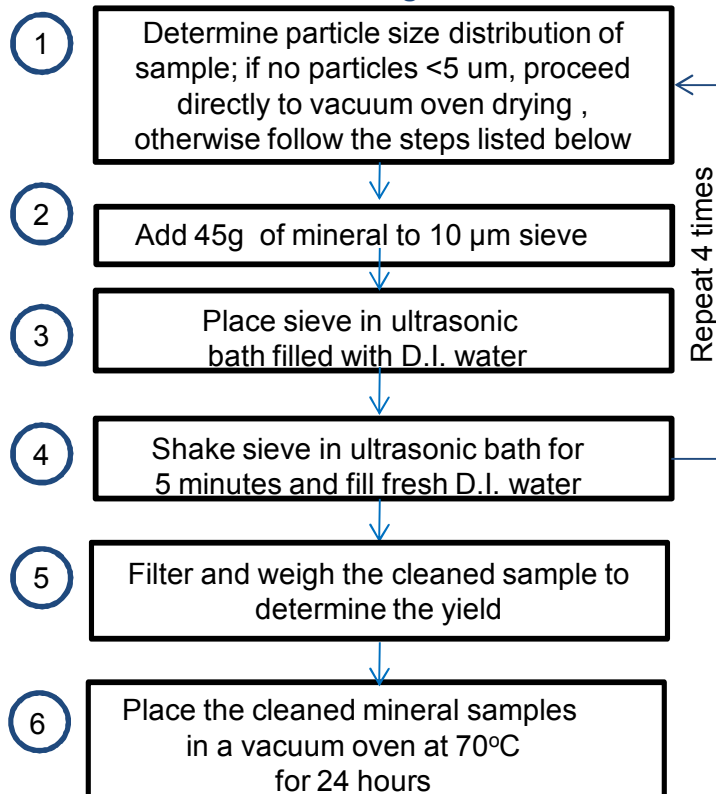 1
Determine particle size distribution of
sample; if no particles <5 um, proceed
directly to vacuum oven drying ,
otherwise follow the steps listed below
2
Add 45g of mineral to 10 µm sieve
Repeat 4 times
3
Place sieve in ultrasonic
bath filled with D.I. water
4
Shake sieve in ultrasonic bath for
5 minutes and fill fresh D.I. water
5
Filter and weigh the cleaned sample to
determine the yield
6
Place the cleaned mineral samples
in a vacuum oven at 70ºC
for 24 hours